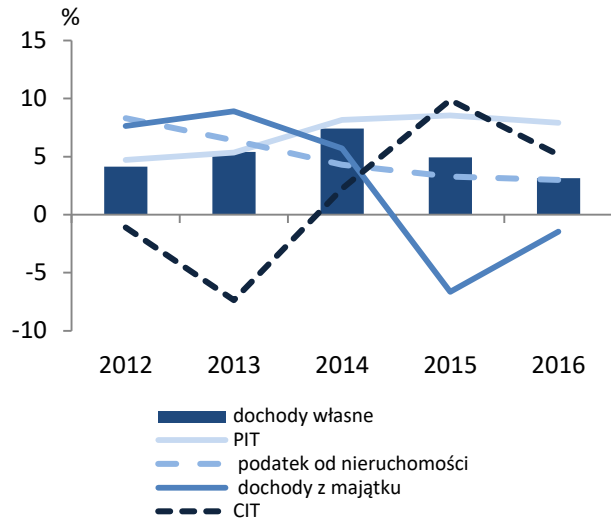 %
15
10
5
0
-5
-10
2012 2013 2014 2015 2016
dochody własne
PIT
podatek od nieruchomości
dochody z majątku
CIT